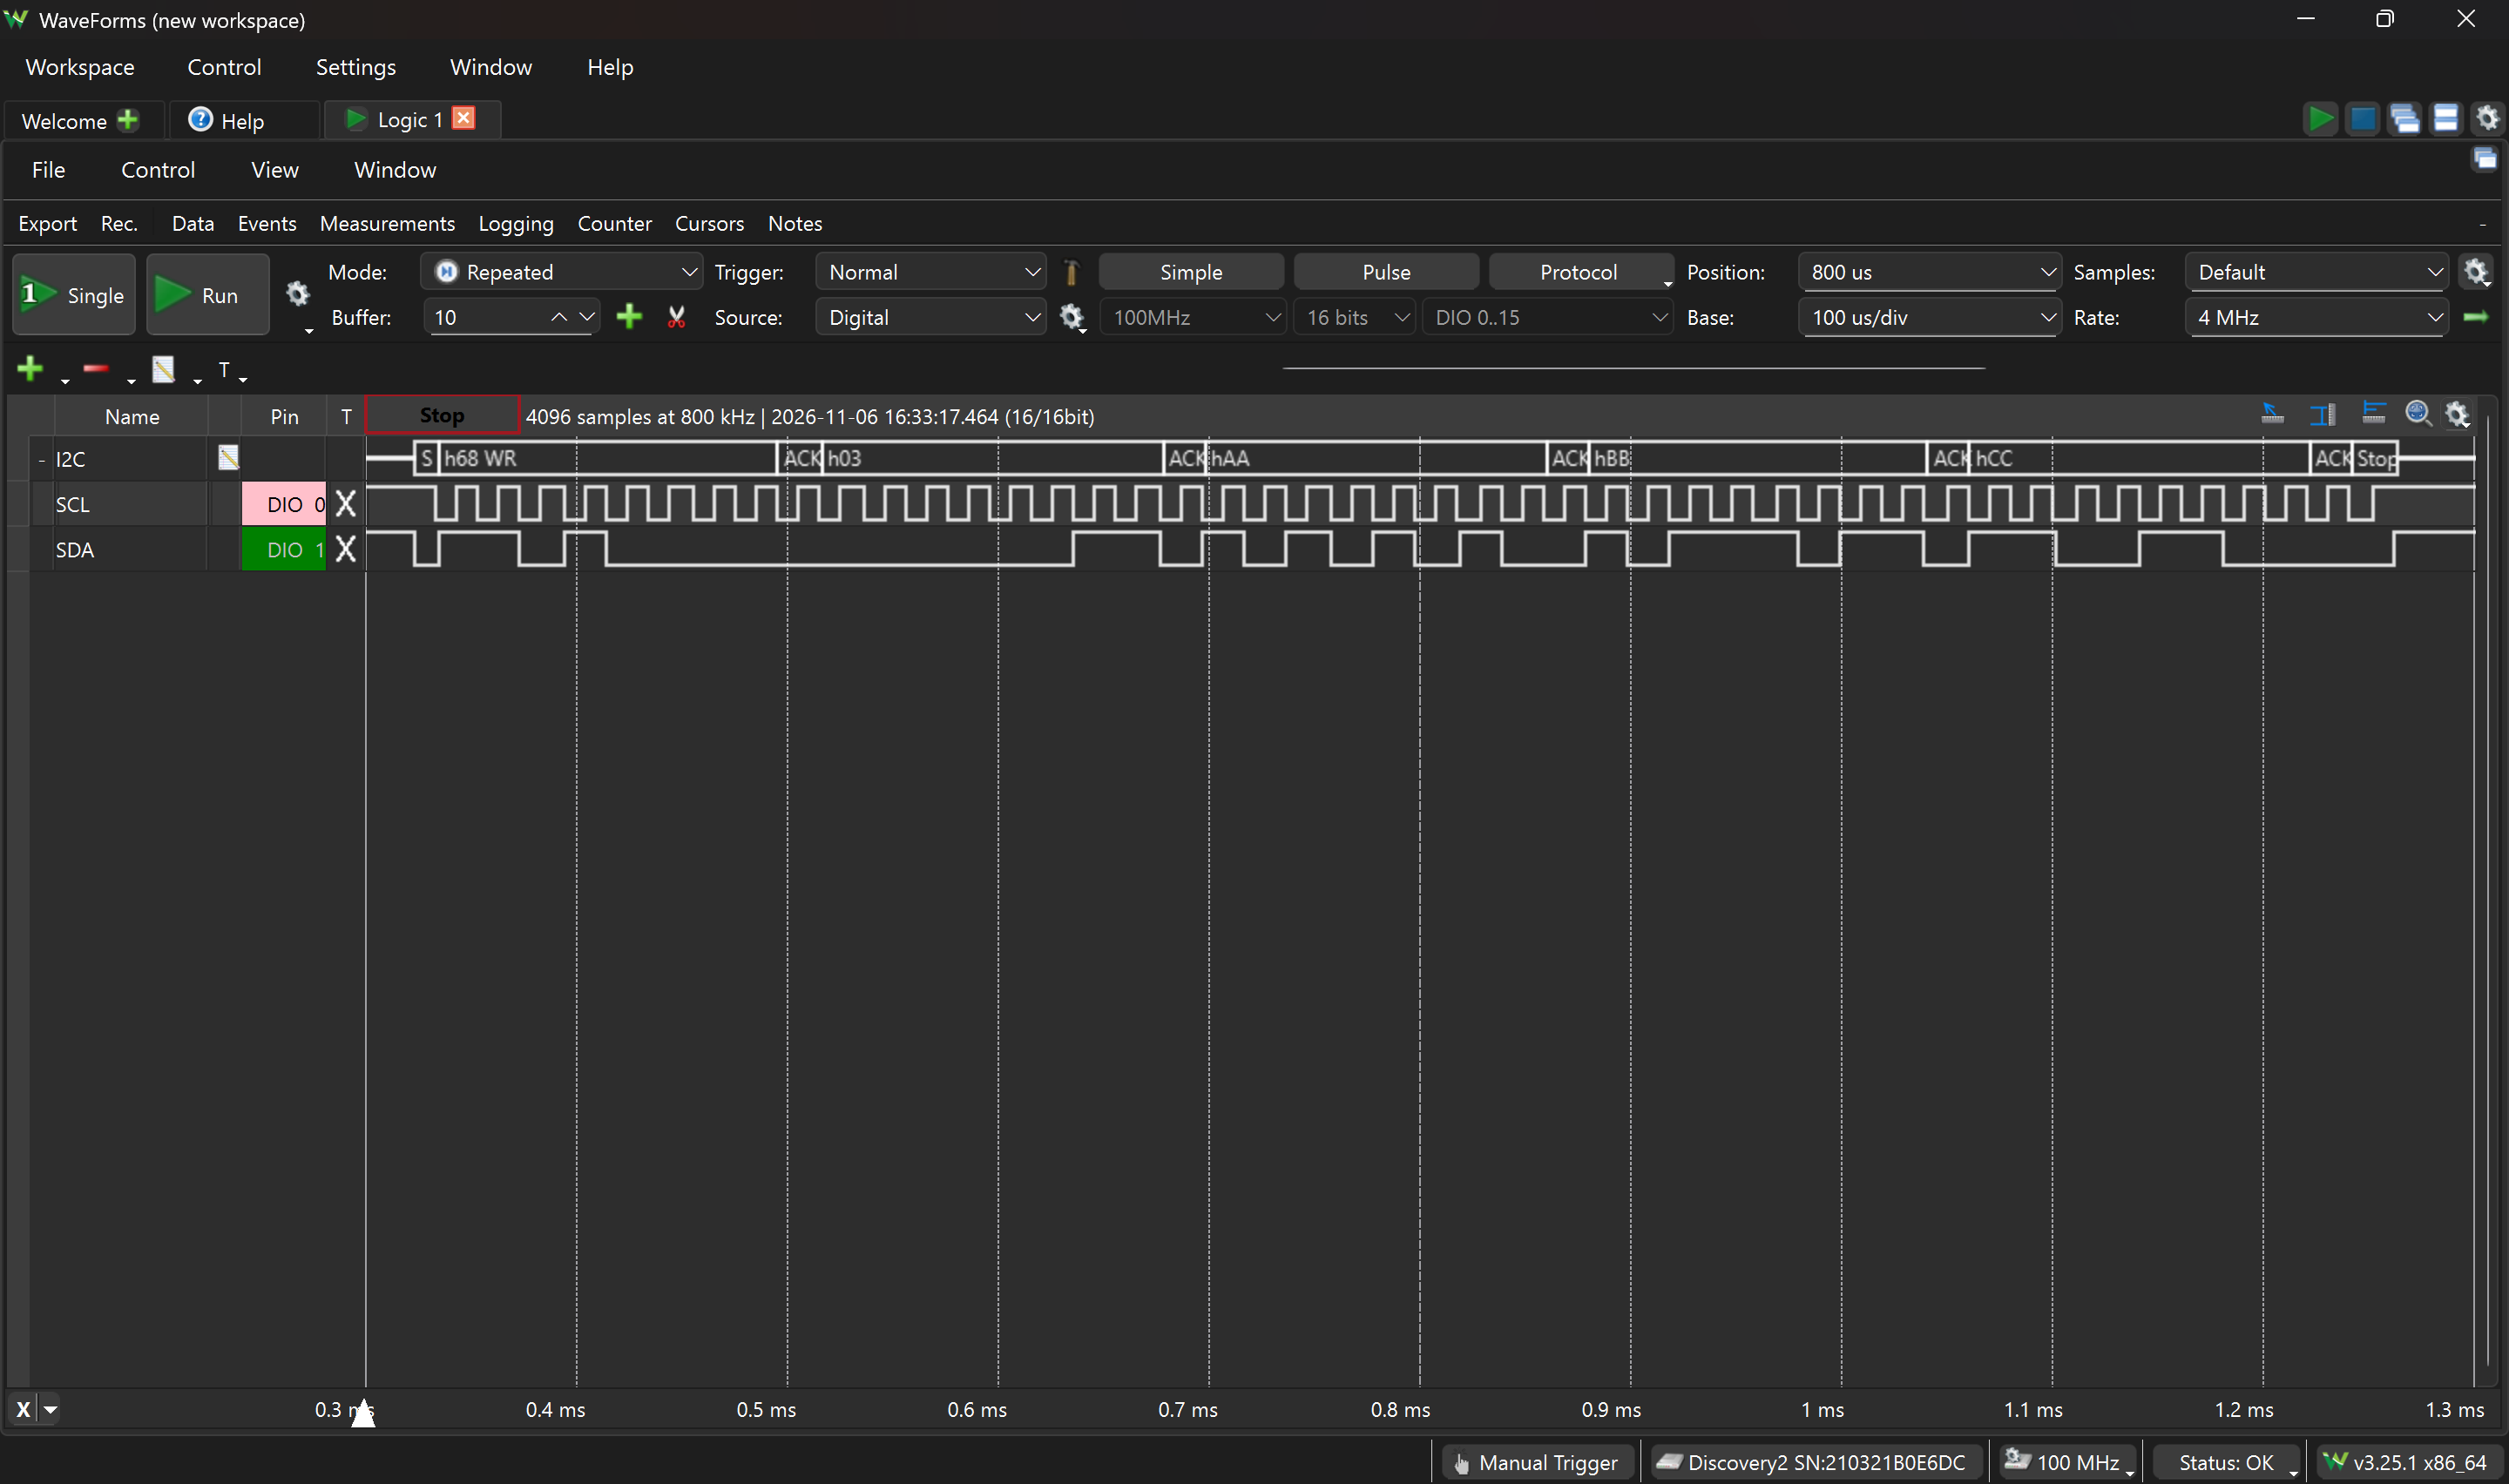 WaveForms (new workspace)
Workspace Control Settings Window Help
Welcome Help Logic 1
File Control View Window
Export Rec. Data Events Measurements Logging Counter Cursors Notes
1 Single Run Mode: Repeated Trigger: Normal Simple Pulse Protocol Position: 800 us Samples: Default
Buffer: 10 Source: Digital 100MHz 16 bits DIO 0..15 Base: 100 us/div Rate: 4 MHz
T
Name Pin T Stop 4096 samples at 800 kHz | 2026-11-06 16:33:17.464 (16/16bit)
- I2C S h68 WR ACK h03 ACK hAA ACK hBB ACK hCC ACK Stop
SCL DIO 0 X
SDA DIO 1 X
X 0.3 ms 0.4 ms 0.5 ms 0.6 ms 0.7 ms 0.8 ms 0.9 ms 1 ms 1.1 ms 1.2 ms 1.3 ms
Manual Trigger Discovery2 SN:210321B0E6DC 100 MHz Status: OK v3.25.1 x86_64